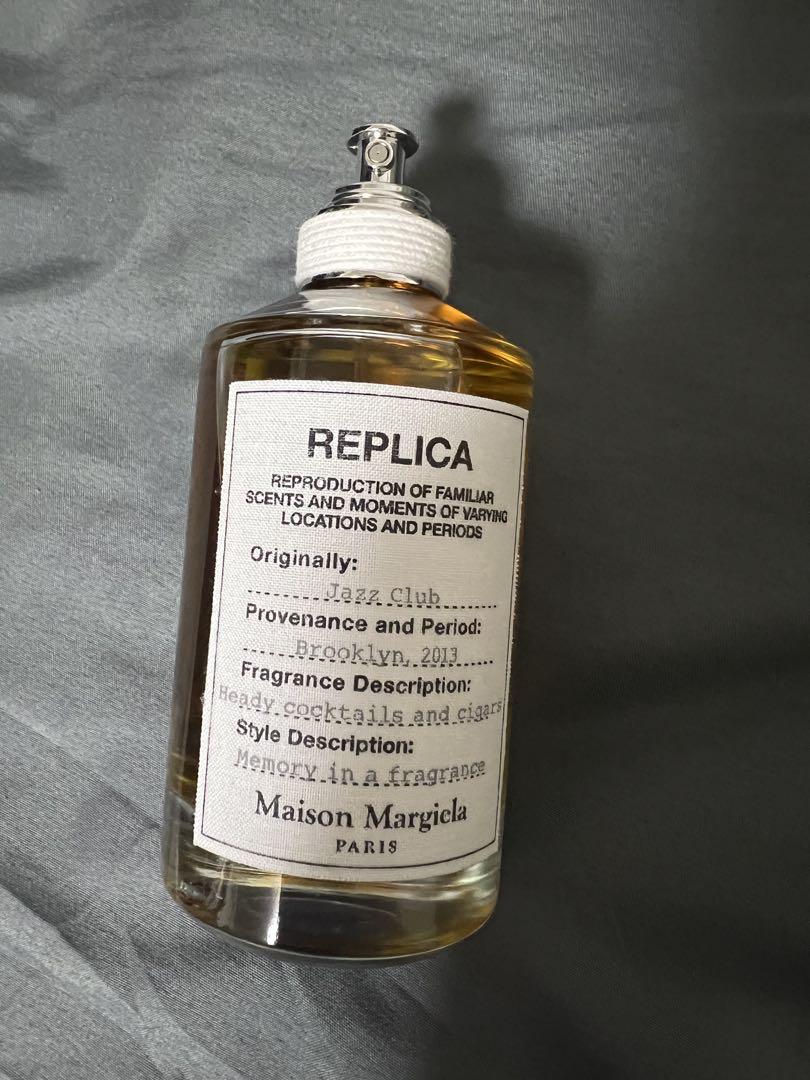 REPLICA
REPRODUCTION OF FAMILIAR
SCENTS AND MOMENTS OF VARYING
LOCATIONS AND PERIODS
Originally:
Jazz Club
Provenance and Period:
Brooklyn, 2013
Fragrance Description:
Heady cocktails and cigars
Style Description:
Memory in a fragrance
Maison Margiela
PARIS